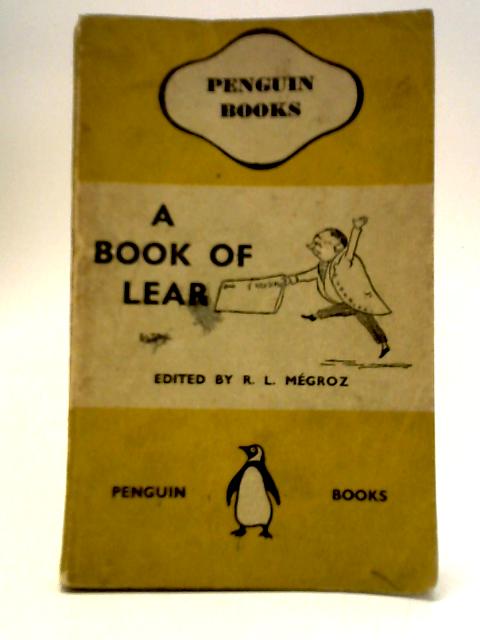 PENGUIN
BOOKS
A
BOOK OF
LEAR
EDITED BY R. L. MÉGROZ
PENGUIN BOOKS